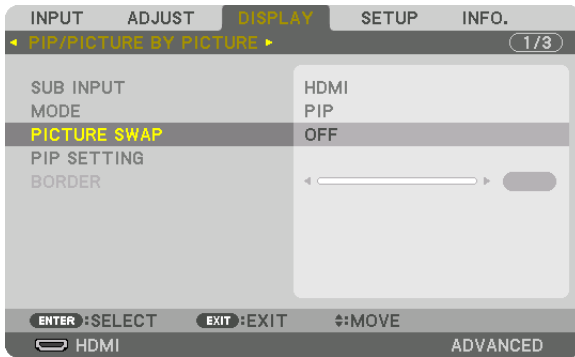 INPUT ADJUST DISPLAY SETUP INFO.
PIP/PICTURE BY PICTURE 1/3
SUB INPUT HDMI
MODE PIP
PICTURE SWAP OFF
PIP SETTING
BORDER
ENTER :SELECT EXIT :EXIT :MOVE
HDMI ADVANCED